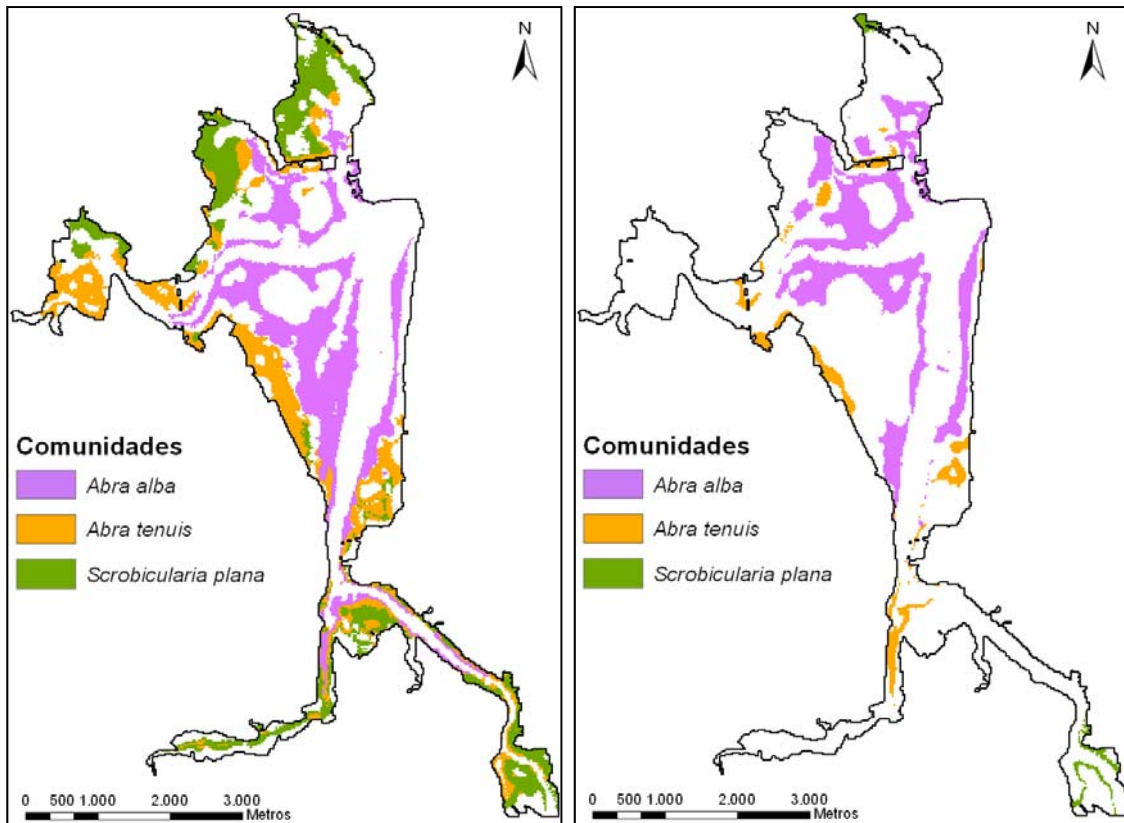 N
Comunidades
Abra alba
Abra tenuis
Scrobicularia plana
0 500 1.000 2.000 3.000
Metros
N
Comunidades
Abra alba
Abra tenuis
Scrobicularia plana
0 500 1.000 2.000 3.000
Metros